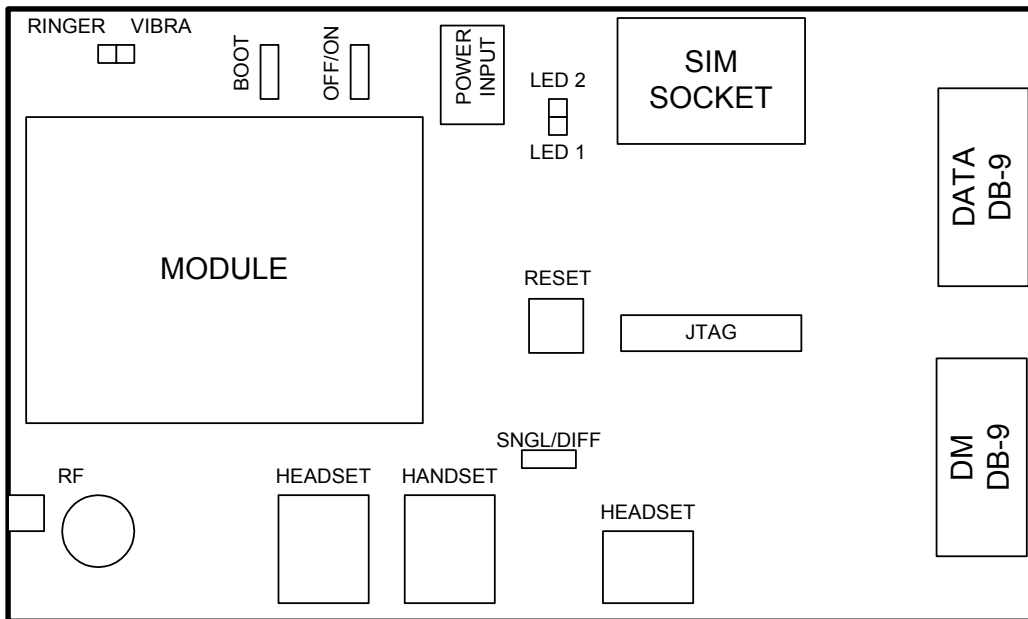 RINGER VIBRA
BOOT
OFF/ON
POWER
INPUT
LED 2
LED 1
SIM
SOCKET
DATA
DB-9
MODULE
RESET
JTAG
SNGL/DIFF
DM
DB-9
RF
HEADSET
HANDSET
HEADSET